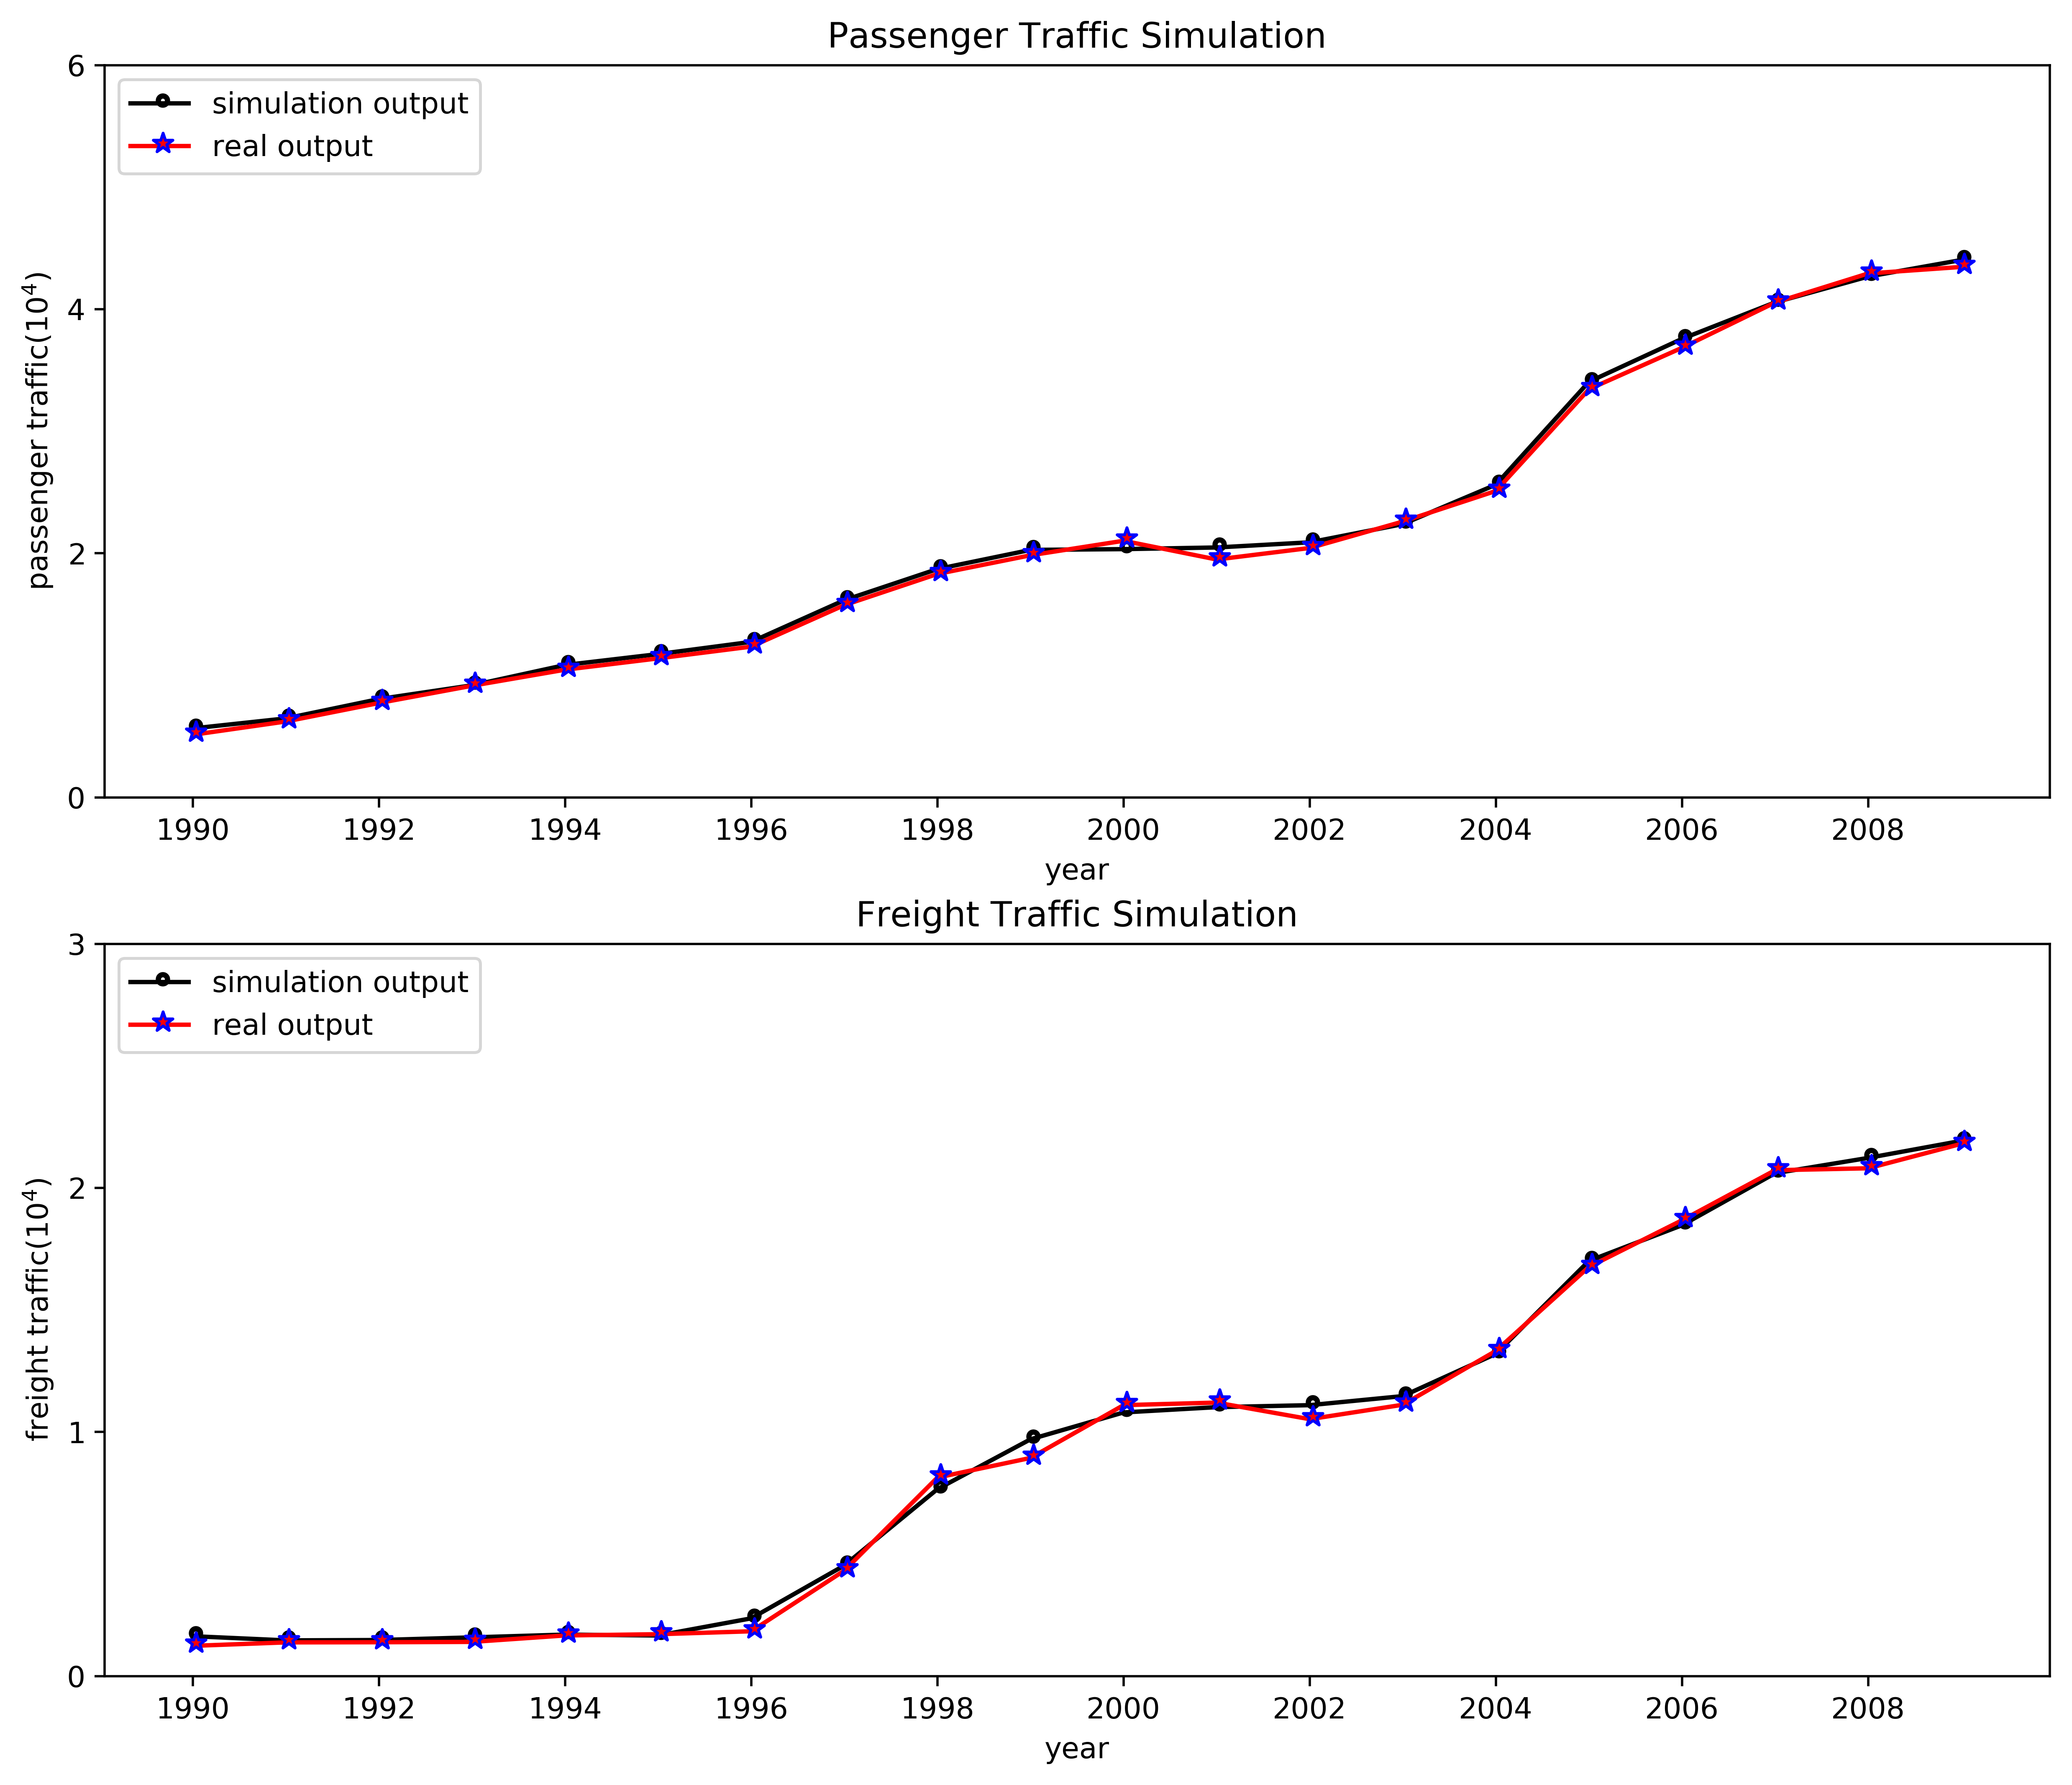 Passenger Traffic Simulation
6
simulation output
real output
4
passenger traffic(10⁴)
2
0
1990 1992 1994 1996 1998 2000 2002 2004 2006 2008
year
Freight Traffic Simulation
3
simulation output
real output
2
freight traffic(10⁴)
1
0
1990 1992 1994 1996 1998 2000 2002 2004 2006 2008
year